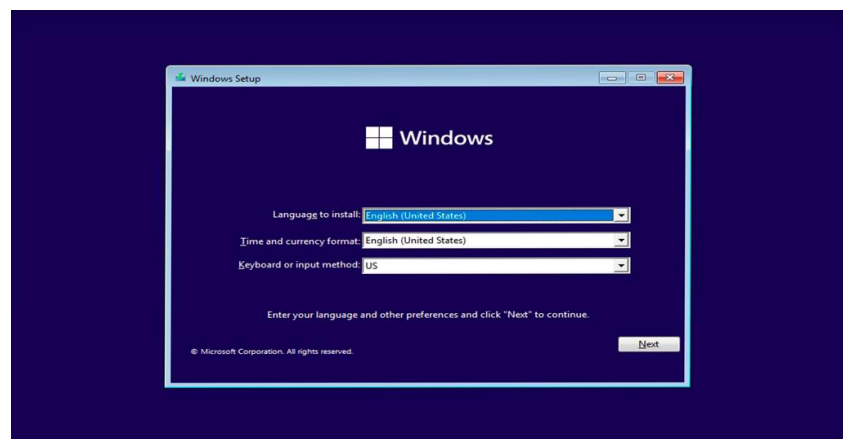 Windows Setup
Windows
Language to install: English (United States)
Time and currency format: English (United States)
Keyboard or input method: US
Enter your language and other preferences and click "Next" to continue.
© Microsoft Corporation. All rights reserved.
Next